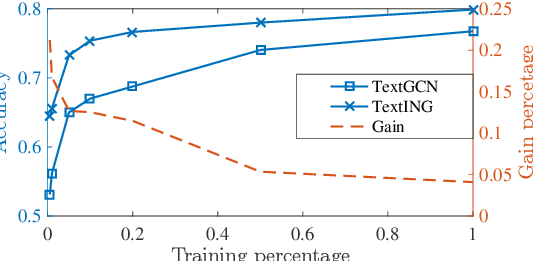 0.8
0.7
0.6
0.5
Accuracy
0.25
0.2
0.15
0.1
0.05
0
Gain percetage
TextGCN
TextING
Gain
0 0.2 0.4 0.6 0.8 1
Training percentage